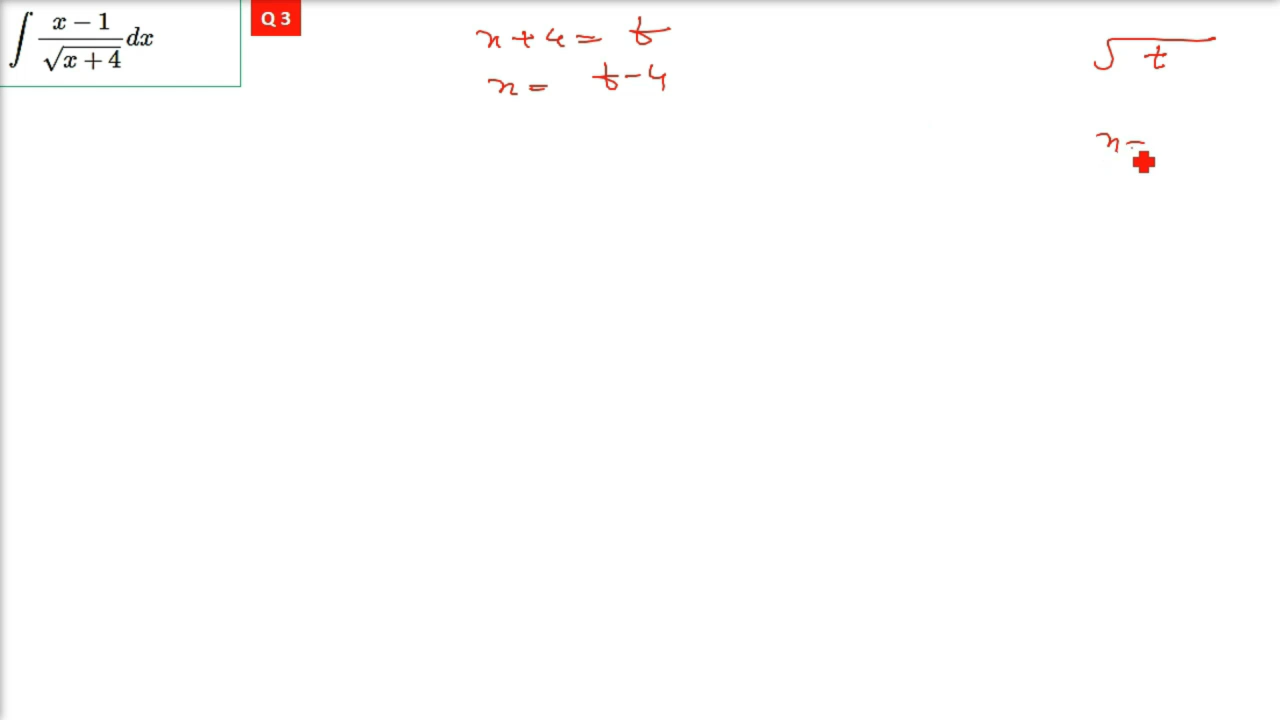 ∫ (x − 1)/√(x + 4) dx
Q 3
x + 4 = t
x = t − 4
√t
x =